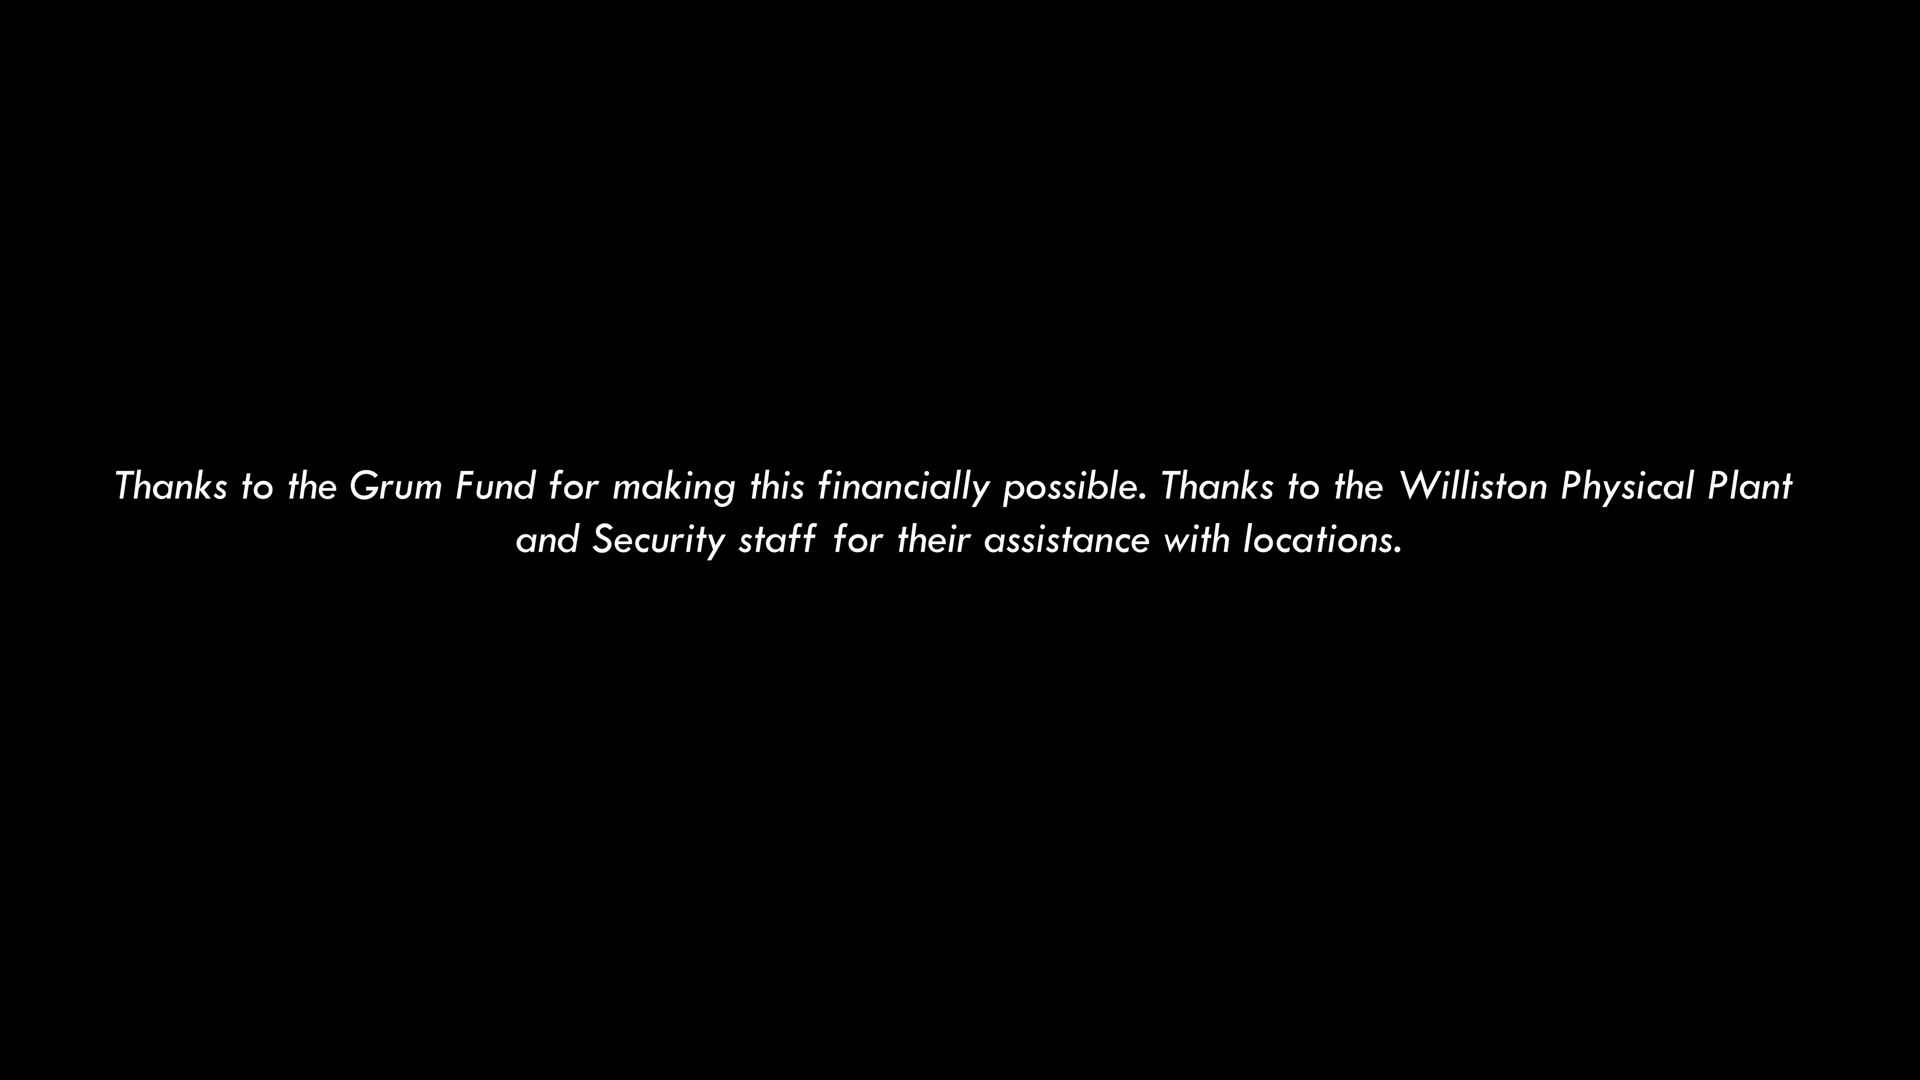 Thanks to the Grum Fund for making this financially possible. Thanks to the Williston Physical Plant
and Security staff for their assistance with locations.